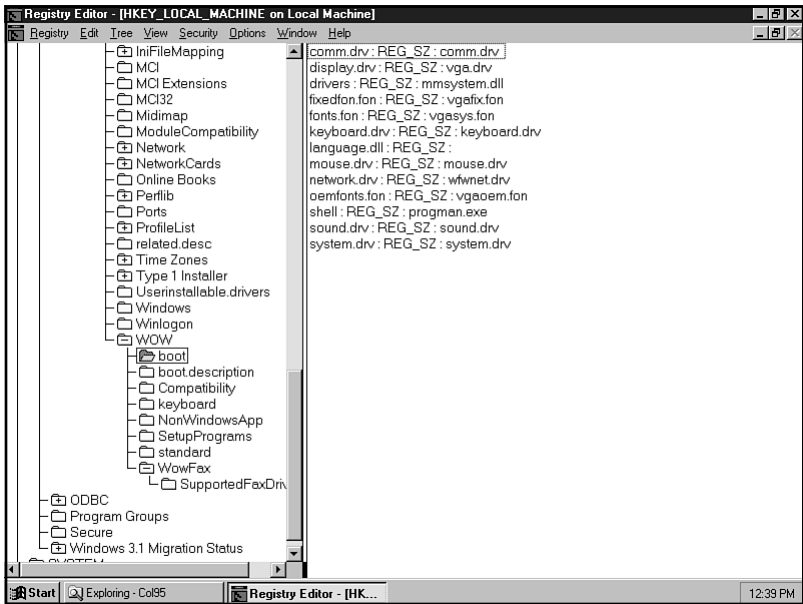 Registry Editor - [HKEY_LOCAL_MACHINE on Local Machine]
Registry Edit Tree View Security Options Window Help
IniFileMapping
MCI
MCI Extensions
MCI32
Midimap
ModuleCompatibility
Network
NetworkCards
Online Books
Perflib
Ports
ProfileList
related.desc
Time Zones
Type 1 Installer
Userinstallable.drivers
Windows
Winlogon
WOW
boot
boot.description
Compatibility
keyboard
NonWindowsApp
SetupPrograms
standard
WowFax
SupportedFaxDriv
ODBC
Program Groups
Secure
Windows 3.1 Migration Status
SYSTEM
comm.drv : REG_SZ : comm.drv
display.drv : REG_SZ : vga.drv
drivers : REG_SZ : mmsystem.dll
fixedfon.fon : REG_SZ : vgafix.fon
fonts.fon : REG_SZ : vgasys.fon
keyboard.drv : REG_SZ : keyboard.drv
language.dll : REG_SZ :
mouse.drv : REG_SZ : mouse.drv
network.drv : REG_SZ : wfwnet.drv
oemfonts.fon : REG_SZ : vgaoem.fon
shell : REG_SZ : progman.exe
sound.drv : REG_SZ : sound.drv
system.drv : REG_SZ : system.drv
Start Exploring - Col95 Registry Editor - [HK... 12:39 PM